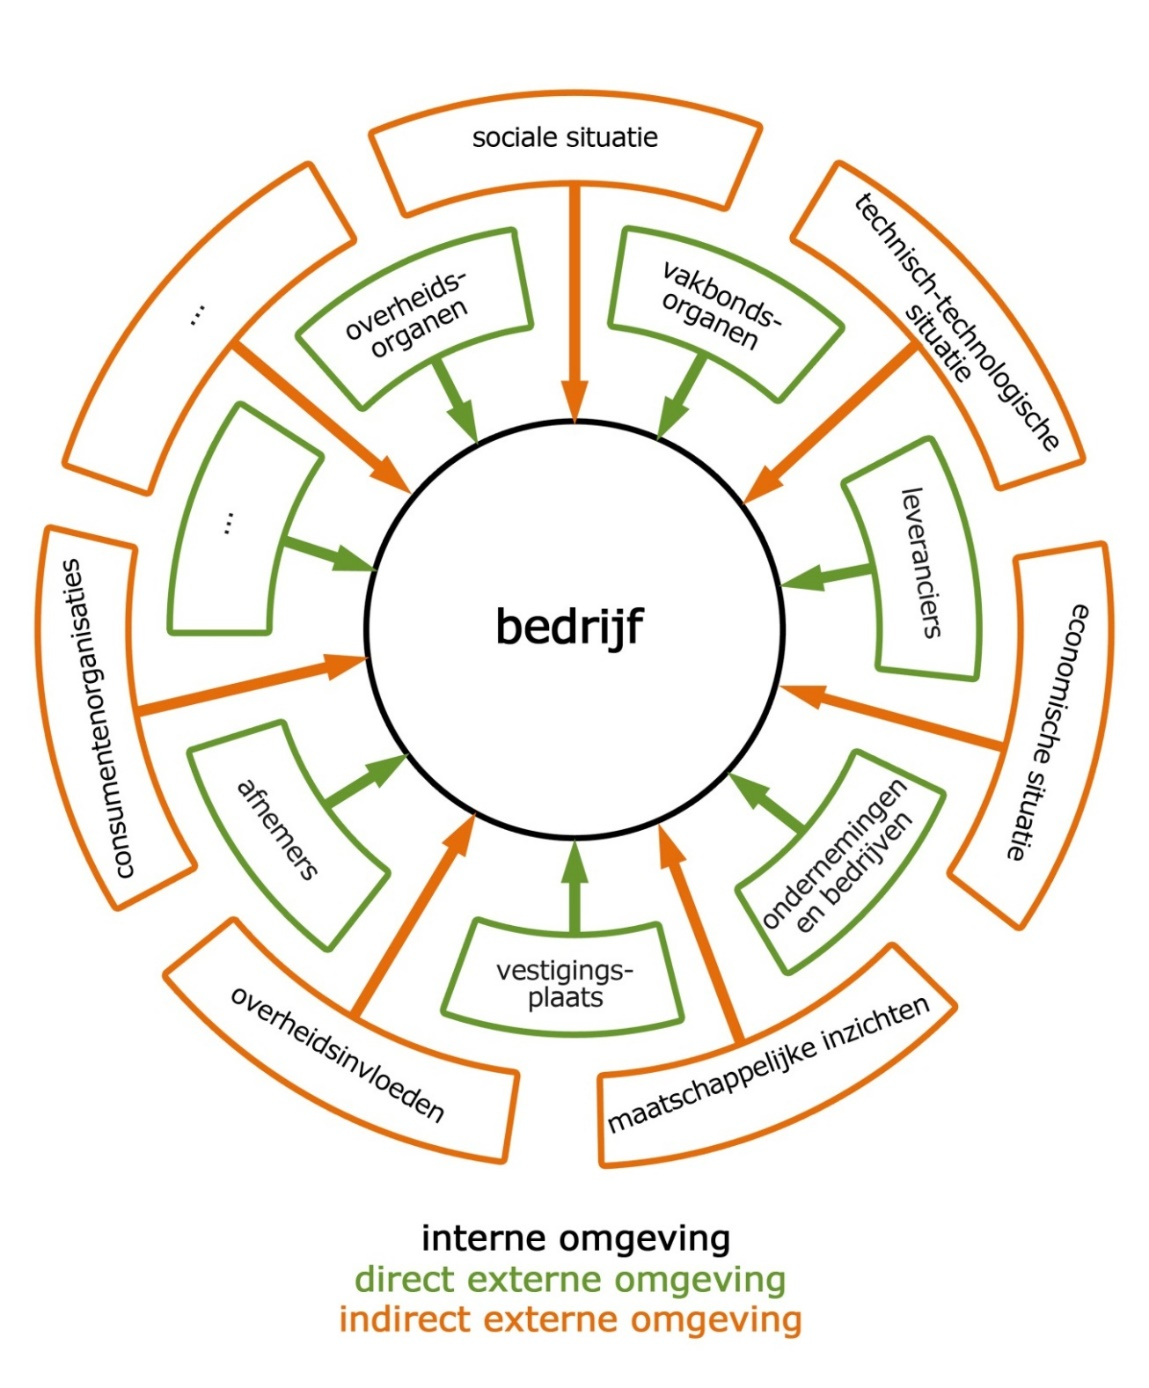 sociale situatie
technisch-technologische
situatie
economische situatie
maatschappelijke inzichten
overheidsinvloeden
consumentenorganisaties
...
overheids-
organen
vakbonds-
organen
leveranciers
ondernemingen
en bedrijven
vestigings-
plaats
afnemers
...
bedrijf
interne omgeving
direct externe omgeving
indirect externe omgeving